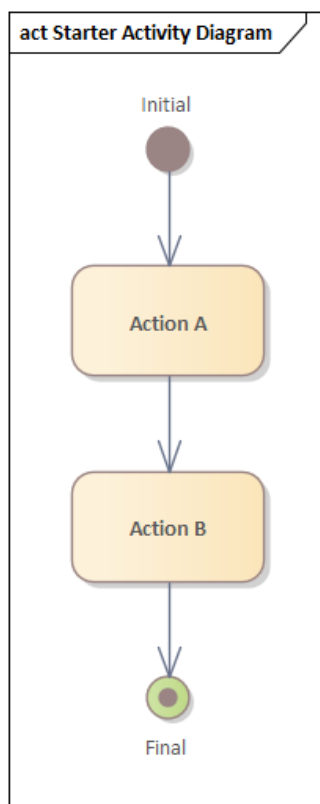 act Starter Activity Diagram
Initial
Action A
Action B
Final